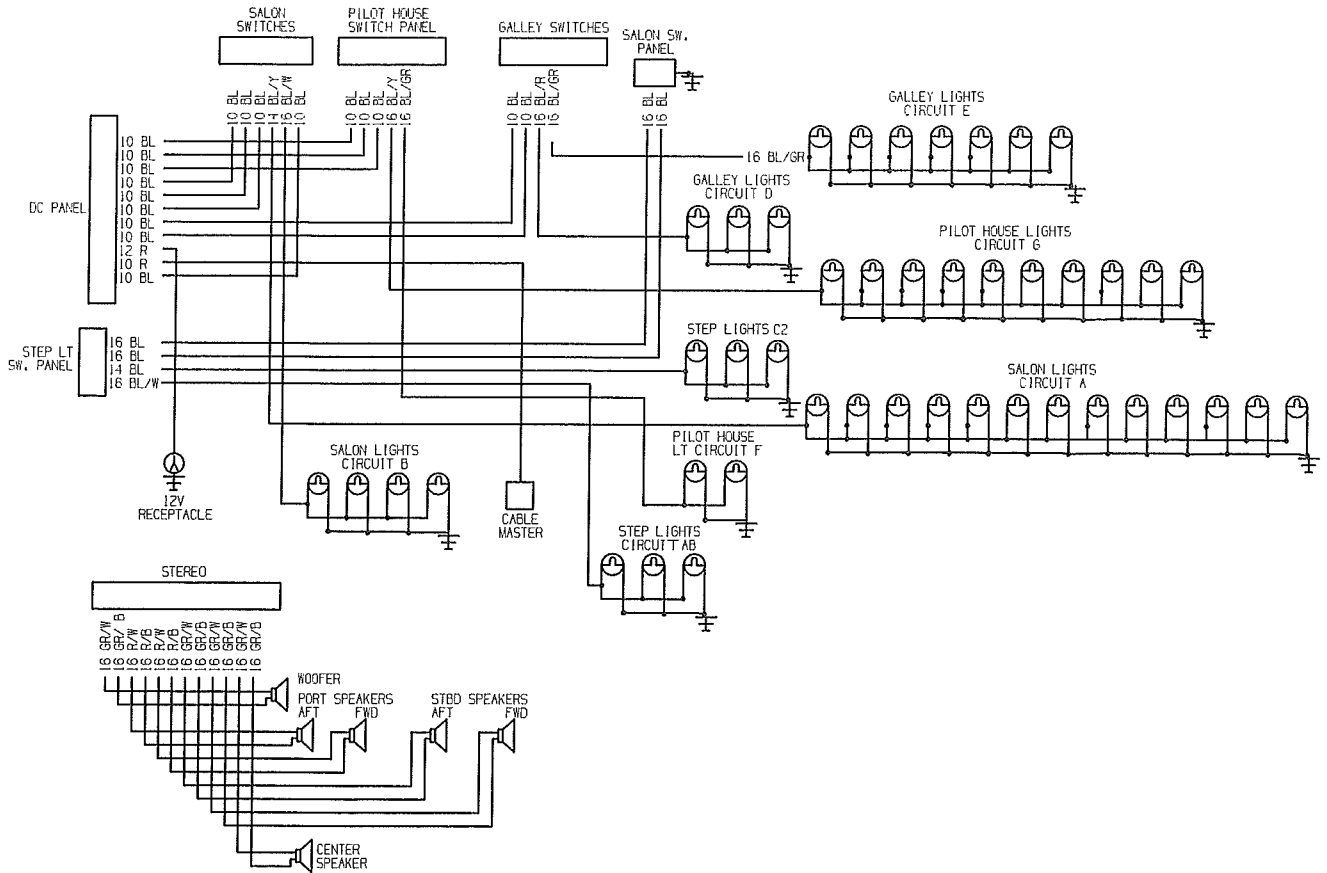 SALON
SWITCHES
PILOT HOUSE
SWITCH PANEL
GALLEY SWITCHES
SALON SW.
PANEL
10 BL
10 BL
10 BL
14 BL/Y
16 BL/W
10 BL
10 BL
10 BL
10 BL
16 BL/Y
16 BL/GR
10 BL
10 BL
16 BL/R
16 BL/GR
16 BL
16 BL
GALLEY LIGHTS
CIRCUIT E
16 BL/GR
DC PANEL
10 BL
10 BL
10 BL
10 BL
10 BL
10 BL
10 BL
10 BL
12 R
10 R
10 BL
GALLEY LIGHTS
CIRCUIT D
PILOT HOUSE LIGHTS
CIRCUIT G
STEP LT
SW. PANEL
16 BL
16 BL
14 BL
16 BL/W
STEP LIGHTS C2
SALON LIGHTS
CIRCUIT A
SALON LIGHTS
CIRCUIT B
PILOT HOUSE
LT CIRCUIT F
12V
RECEPTACLE
CABLE
MASTER
STEP LIGHTS
CIRCUIT AB
STEREO
16 GR/W
16 GR/ B
16 R/W
16 R/B
16 R/W
16 R/B
16 GR/W
16 GR/B
16 GR/W
16 GR/B
16 GR/W
16 GR/B
WOOFER
PORT SPEAKERS
AFT FWD
STBD SPEAKERS
AFT FWD
CENTER
SPEAKER